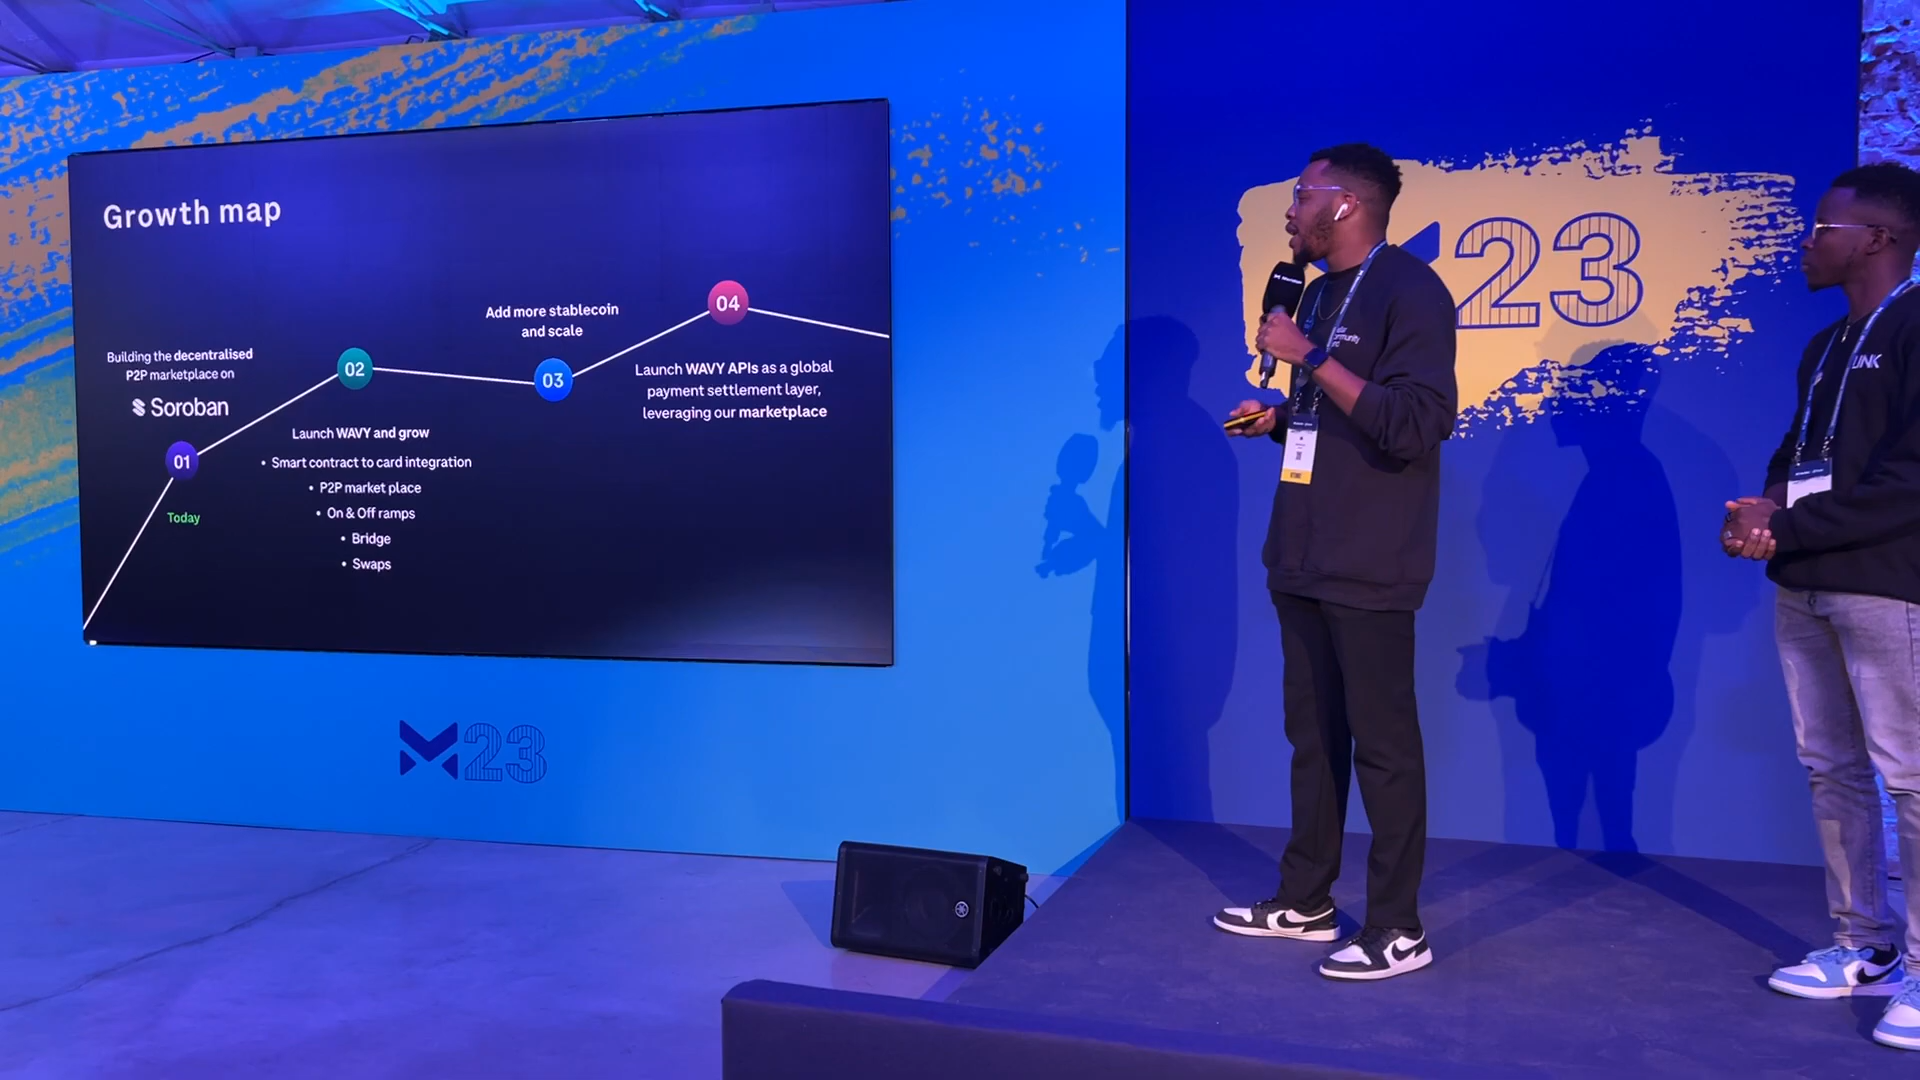 Growth map
Building the decentralised
P2P marketplace on
Soroban
01
Today
02
Launch WAVY and grow
• Smart contract to card integration
• P2P market place
• On & Off ramps
• Bridge
• Swaps
Add more stablecoin
and scale
03
04
Launch WAVY APIs as a global
payment settlement layer,
leveraging our marketplace
23
23
LINK